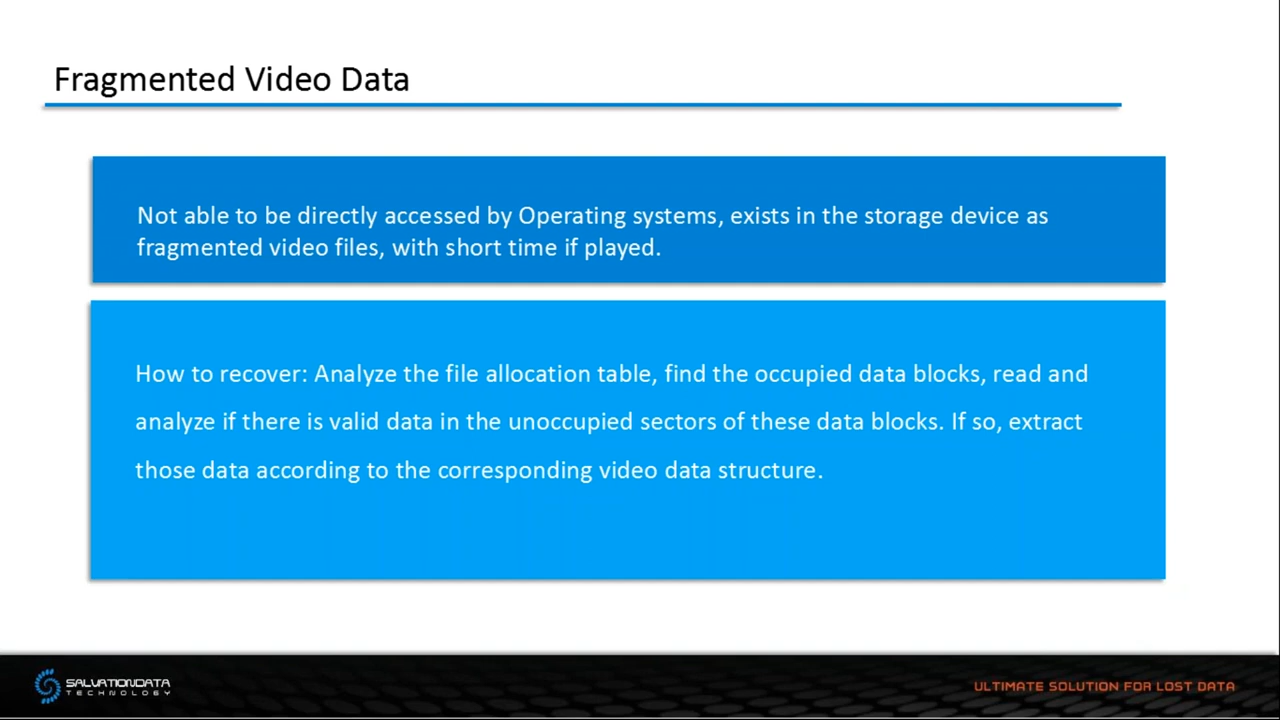 Fragmented Video Data
Not able to be directly accessed by Operating systems, exists in the storage device as
fragmented video files, with short time if played.
How to recover: Analyze the file allocation table, find the occupied data blocks, read and
analyze if there is valid data in the unoccupied sectors of these data blocks. If so, extract
those data according to the corresponding video data structure.
SALVATIONDATA
TECHNOLOGY
ULTIMATE SOLUTION FOR LOST DATA